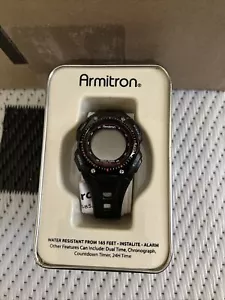 Armitron®
Armitron
WATER RESISTANT FROM 165 FEET - INSTALITE - ALARM
Other Features Can Include: Dual Time, Chronograph,
Countdown Timer, 24H Time